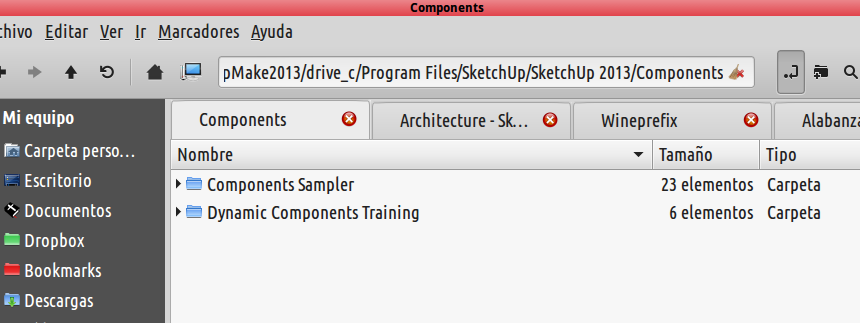 Components
chivo Editar Ver Ir Marcadores Ayuda
pMake2013/drive_c/Program Files/SketchUp/SketchUp 2013/Components
Mi equipo
Components
Architecture - Sk...
Wineprefix
Alabanza
Nombre Tamaño Tipo
Carpeta perso...
Components Sampler 23 elementos Carpeta
Escritorio
Dynamic Components Training 6 elementos Carpeta
Documentos
Dropbox
Bookmarks
Descargas